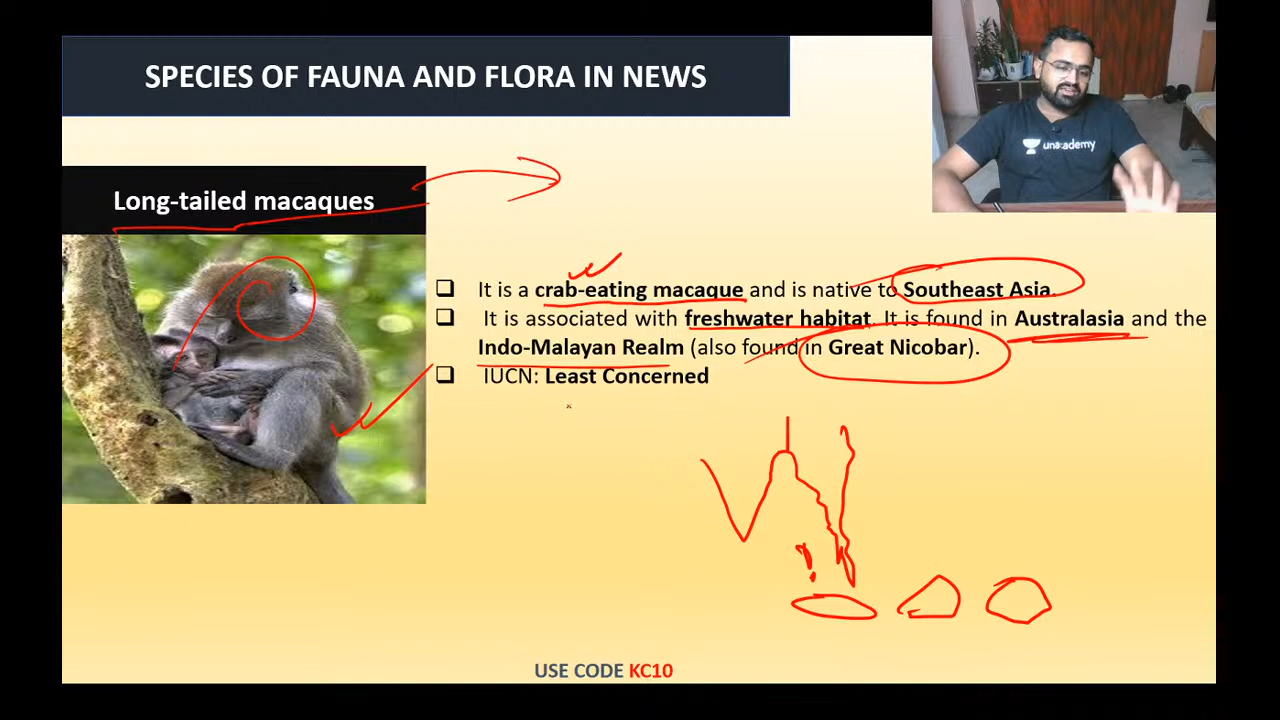 SPECIES OF FAUNA AND FLORA IN NEWS
unacademy
Long-tailed macaques
❑ It is a crab-eating macaque and is native to Southeast Asia.
❑ It is associated with freshwater habitat. It is found in Australasia and the
Indo-Malayan Realm (also found in Great Nicobar).
❑ IUCN: Least Concerned
USE CODE KC10